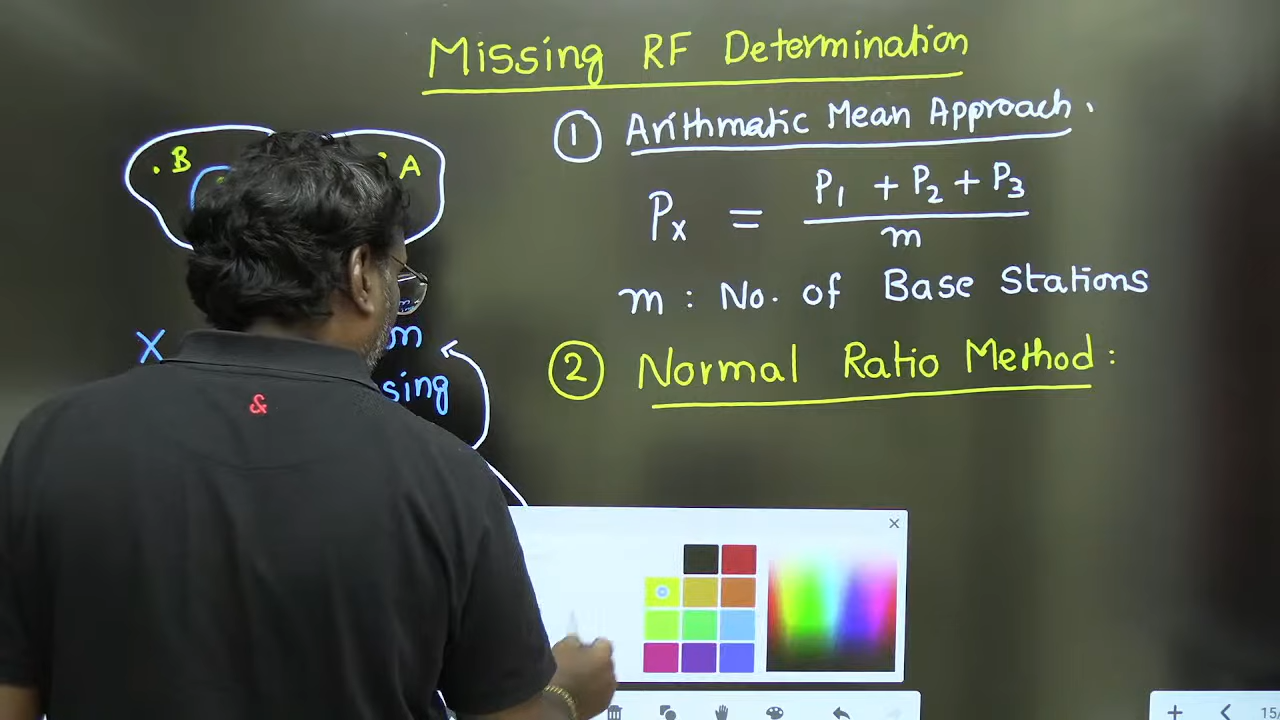 Missing RF Determination
① Arithmatic Mean Approach.
. B
. A
Px = P1 + P2 + P3 / m
m : No. of Base Stations
X
m
sing
② Normal Ratio Method :
&
15/